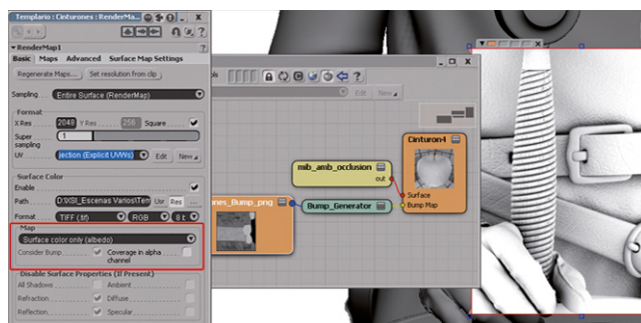 Templario : Cinturones : RenderMa...
RenderMap1
Basic Maps Advanced Surface Map Settings
Regenerate Maps... Set resolution from clip
Sampling Entire Surface (RenderMap)
Format
X Res 2048 Y Res 256 Square
Super sampling 1
UV jection (Explicit UVWs) Edit New
Surface Color
Enable
Path D:\XSI_Escenas Varios\Tem Usr Res ...
Format TIFF (.tif) RGB 8 t
Map
Surface color only (albedo)
Consider Bump Coverage in alpha channel
Disable Surface Properties (If Present)
All Shadows Ambient
Refraction Diffuse
Reflection Specular
Edit New
Cinturon4
mib_amb_occlusion
out
Surface
Bump Map
ones_Bump_png
Bump_Generator